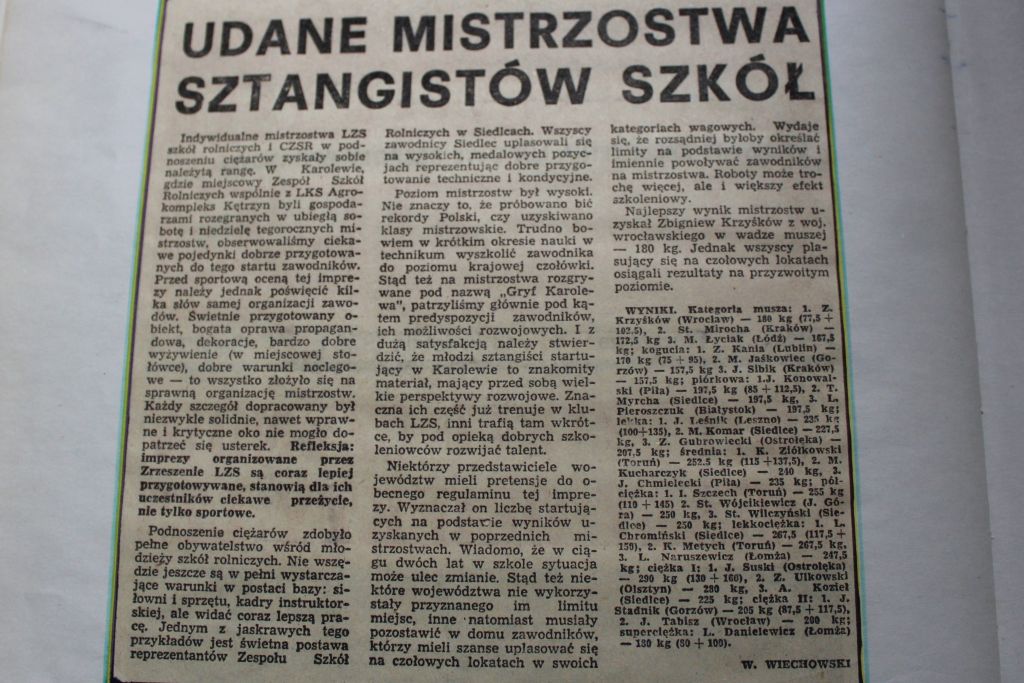 UDANE MISTRZOSTWA
SZTANGISTÓW SZKÓŁ
Indywidualne mistrzostwa LZS
szkół rolniczych i CZSR w pod-
noszeniu ciężarów zyskały sobie
należytą rangę. W Karolewie,
gdzie miejscowy Zespół Szkół
Rolniczych wspólnie z LKS Agro-
kompleks Kętrzyn byli gospoda-
rzami rozegranych w ubiegłą so-
botę i niedzielę tegorocznych mi-
strzostw, obserwowaliśmy cieka-
we pojedynki dobrze przygotowa-
nych do tego startu zawodników.
Przed sportową oceną tej impre-
zy należy jednak poświęcić kil-
ka słów samej organizacji zawo-
dów. Świetnie przygotowany o-
biekt, bogata oprawa propagan-
dowa, dekoracje, bardzo dobre
wyżywienie (w miejscowej sto-
łówce), dobre warunki noclego-
we — to wszystko złożyło się na
sprawną organizację mistrzostw.
Każdy szczegół dopracowany był
niezwykle solidnie, nawet wpraw-
ne i krytyczne oko nie mogło do-
patrzeć się usterek. Refleksja:
imprezy organizowane przez
Zrzeszenie LZS są coraz lepiej
przygotowywane, stanowią dla ich
uczestników ciekawe przeżycie,
nie tylko sportowe.
Podnoszenie ciężarów zdobyło
pełne obywatelstwo wśród mło-
dzieży szkół rolniczych. Nie wszę-
dzie jeszcze są w pełni wystarcza-
jące warunki w postaci bazy: si-
łowni i sprzętu, kadry instruktor-
skiej, ale widać coraz lepszą pra-
cę. Jednym z jaskrawych tego
przykładów jest świetna postawa
reprezentantów Zespołu Szkół
Rolniczych w Siedlcach. Wszyscy
zawodnicy Siedlec uplasowali się
na wysokich, medalowych pozyc-
jach reprezentując dobre przygo-
towanie techniczne i kondycyjne.
Poziom mistrzostw był wysoki.
Nie znaczy to, że próbowano bić
rekordy Polski, czy uzyskiwano
klasy mistrzowskie. Trudno bo-
wiem w krótkim okresie nauki w
technikum wyszkolić zawodnika
do poziomu krajowej czołówki.
Stąd też na mistrzostwa rozgry-
wane pod nazwą „Gryf Karole-
wa”, patrzyliśmy głównie pod ką-
tem predyspozycji zawodników,
ich możliwości rozwojowych. I z
dużą satysfakcją należy stwier-
dzić, że młodzi sztangiści startu-
jący w Karolewie to znakomity
materiał, mający przed sobą wiel-
kie perspektywy rozwojowe. Zna-
czna ich część już trenuje w klu-
bach LZS, inni trafią tam wkrót-
ce, by pod opieką dobrych szko-
leniowców rozwijać talent.
Niektórzy przedstawiciele wo-
jewództw mieli pretensje do o-
becnego regulaminu tej impre-
zy. Wyznaczał on liczbę startują-
cych na podstawie wyników u-
zyskanych w poprzednich mi-
strzostwach. Wiadomo, że w cią-
gu dwóch lat w szkole sytuacja
może ulec zmianie. Stąd też nie-
które województwa nie wykorzy-
stały przyznanego im limitu
miejsc, inne natomiast musiały
pozostawić w domu zawodników,
którzy mieli szanse uplasować się
na czołowych lokatach w swoich
kategoriach wagowych. Wydaje
się, że rozsądniej byłoby określać
limity na podstawie wyników i
imiennie powoływać zawodników
na mistrzostwa. Roboty może tro-
chę więcej, ale i większy efekt
szkoleniowy.
Najlepszy wynik mistrzostw u-
zyskał Zbigniew Krzyśków z woj.
wrocławskiego w wadze muszej
— 180 kg. Jednak wszyscy pla-
sujący się na czołowych lokatach
osiągali rezultaty na przyzwoitym
poziomie.
WYNIKI. Kategoria musza: 1. Z.
Krzyśków (Wrocław) — 180 kg (77,5 +
102,5), 2. St. Mirocha (Kraków) —
172,5 kg 3. M. Łyciak (Łódź) — 167,5
kg; kogucia: 1. Z. Kania (Lublin) —
170 kg (75 + 95), 2. M. Jaśkowiec (Go-
rzów) — 157,5 kg 3. J. Sibik (Kraków)
— 157,5 kg; piórkowa: 1.J. Konowal-
ski (Piła) — 197,5 kg (85 + 112,5), 2. T.
Myrcha (Siedlce) — 197,5 kg, 3. L.
Pieroszczuk (Białystok) — 197,5 kg;
lekka: 1. J. Leśnik (Leszno) — 235 kg
(100+135), 2. M. Komar (Siedlce) — 227,5
kg, 3. Z. Gubrowiecki (Ostrołęka) —
207,5 kg; średnia: 1. K. Ziółkowski
(Toruń) — 252.5 kg (115 +137,5), 2. M.
Kucharzyk (Siedlce) — 240 kg, 3.
J. Chmielecki (Piła) — 235 kg; pół-
ciężka: 1. I. Szczech (Toruń) — 255 kg
(110 + 145) 2. St. Wójcikiewicz (J. Gó-
ra) — 250 kg, 3. St. Wilczyński (Sie-
dlce) — 250 kg; lekkociężka: 1. L.
Chromiński (Siedlce) — 267,5 (117,5 +
150), 2. K. Metych (Toruń) — 267,5,
3. L. Naruszewicz (Łomża) — 247,5
kg; ciężka I: 1. J. Suski (Ostrołęka)
— 290 kg (130 + 160), 2. Z. Ulkowski
(Olsztyn) — 280 kg, 3. A. Kozieł
(Siedlce) — 225 kg; ciężka II: 1. J.
Stadnik (Gorzów) — 205 kg (87,5 + 117,5),
2. J. Tabisz (Wrocław) — 200 kg;
superciężka: L. Danielewicz (Łomża)
— 180 kg (80 + 100).
W. WIECHOWSKI